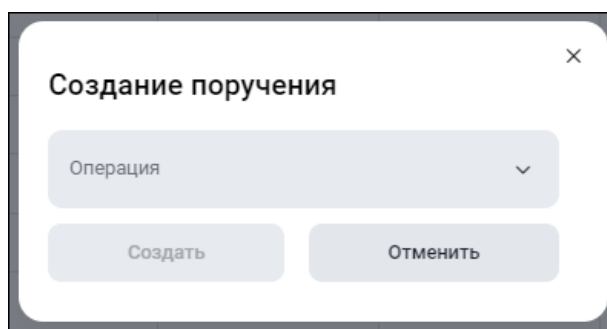 Создание поручения
Операция
Создать
Отменить